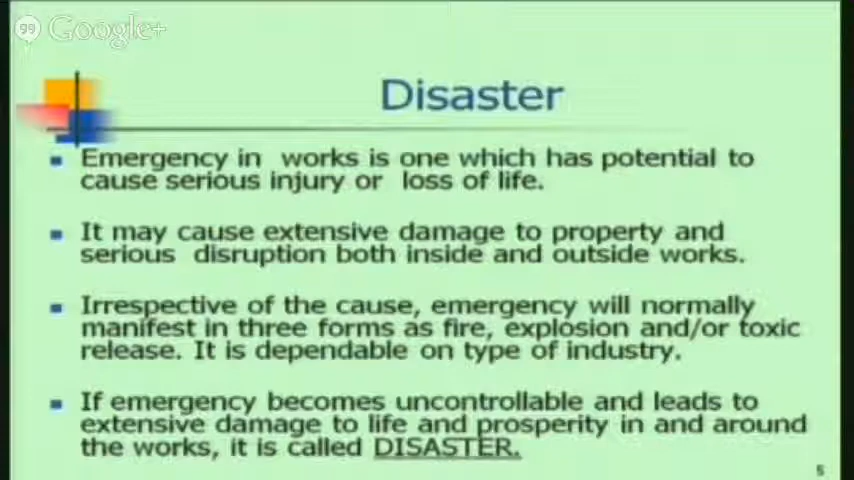 Google+
Disaster
Emergency in works is one which has potential to
cause serious injury or loss of life.
It may cause extensive damage to property and
serious disruption both inside and outside works.
Irrespective of the cause, emergency will normally
manifest in three forms as fire, explosion and/or toxic
release. It is dependable on type of industry.
If emergency becomes uncontrollable and leads to
extensive damage to life and prosperity in and around
the works, it is called DISASTER.
5